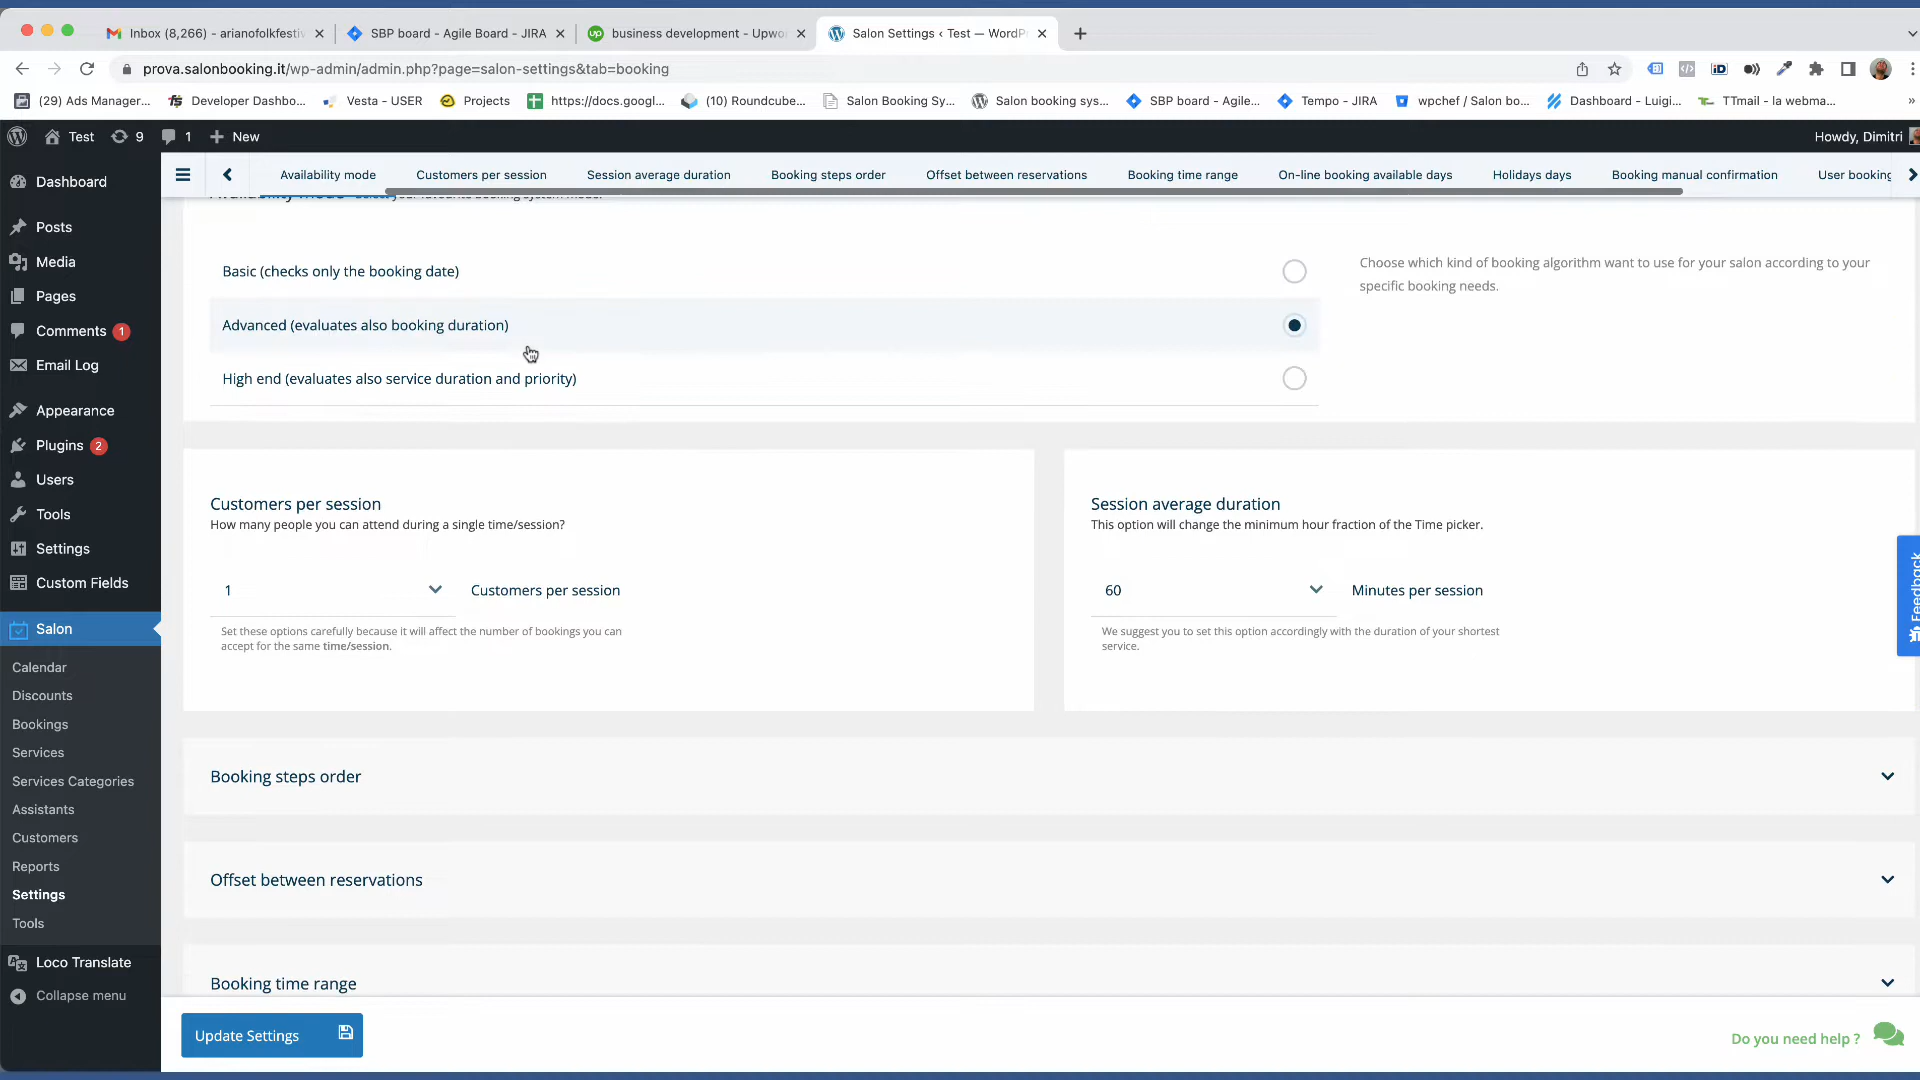 Inbox (8,266) - arianofolkfesti
SBP board - Agile Board - JIRA
business development - Upwo
Salon Settings ‹ Test — WordP
prova.salonbooking.it/wp-admin/admin.php?page=salon-settings&tab=booking
(29) Ads Manager...
Developer Dashbo...
Vesta - USER
Projects
https://docs.googl...
(10) Roundcube...
Salon Booking Sy...
Salon booking sys...
SBP board - Agile...
Tempo - JIRA
wpchef / Salon bo...
Dashboard - Luigi...
TTmail - la webma...
»
Test
9
1
New
Howdy, Dimitri
Availability mode
Customers per session
Session average duration
Booking steps order
Offset between reservations
Booking time range
On-line booking available days
Holidays days
Booking manual confirmation
User booking
Dashboard
Posts
Media
Pages
Comments 1
Email Log
Appearance
Plugins 2
Users
Tools
Settings
Custom Fields
Salon
Calendar
Discounts
Bookings
Services
Services Categories
Assistants
Customers
Reports
Settings
Tools
Loco Translate
Collapse menu
Basic (checks only the booking date)
Advanced (evaluates also booking duration)
High end (evaluates also service duration and priority)
Choose which kind of booking algorithm want to use for your salon according to your
specific booking needs.
Customers per session
How many people you can attend during a single time/session?
1
Customers per session
Set these options carefully because it will affect the number of bookings you can
accept for the same time/session.
Session average duration
This option will change the minimum hour fraction of the Time picker.
60
Minutes per session
We suggest you to set this option accordingly with the duration of your shortest
service.
Booking steps order
Offset between reservations
Booking time range
Feedback
Update Settings
Do you need help ?